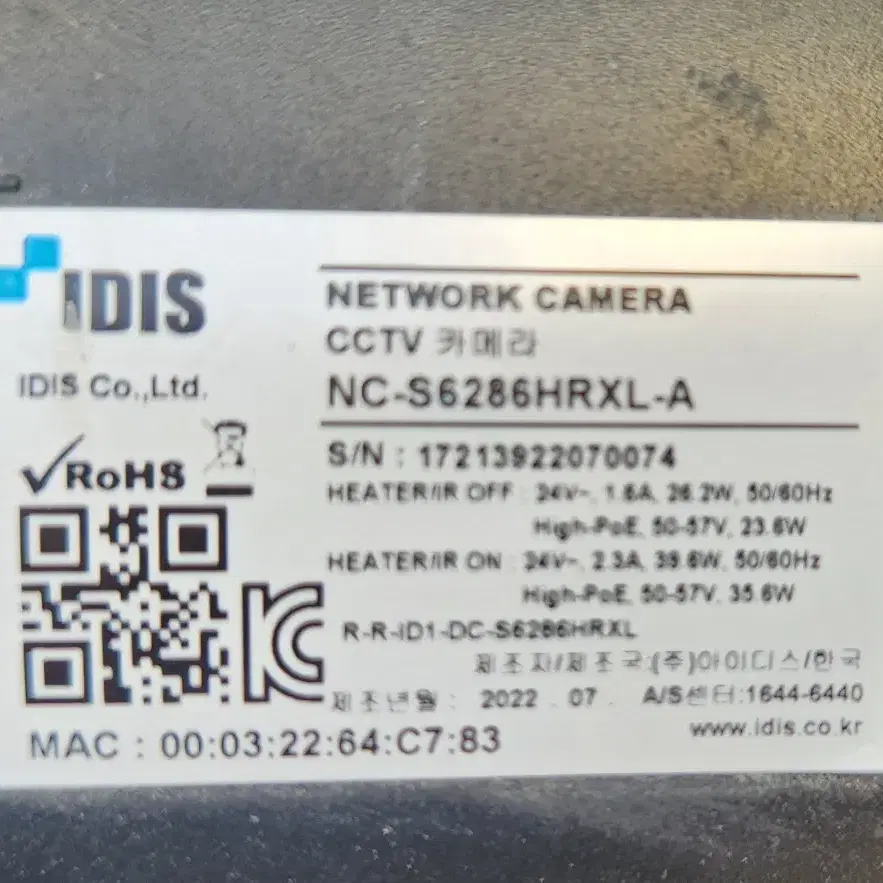 IDIS
IDIS Co.,Ltd.
RoHS
NETWORK CAMERA
CCTV 카메라
NC-S6286HRXL-A
S/N : 17213922070074
HEATER/IR OFF : 24V~, 1.6A, 26.2W, 50/60Hz
High-PoE, 50-57V, 23.6W
HEATER/IR ON : 24V~, 2.3A, 39.6W, 50/60Hz
High-PoE, 50-57V, 35.6W
R-R-ID1-DC-S6286HRXL
제조자/제조국:(주)아이디스/한국
제조년월 : 2022 . 07 . A/S센터:1644-6440
www.idis.co.kr
MAC : 00:03:22:64:C7:83